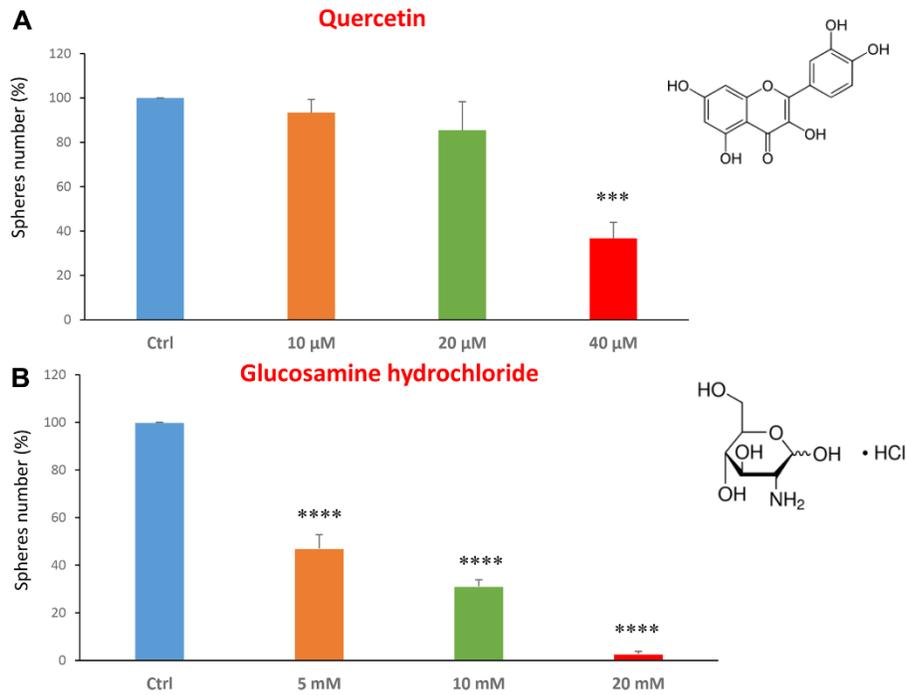 A
Quercetin
Spheres number (%)
120
100
80
60
40
20
0
***
Ctrl
10 µM
20 µM
40 µM
OH
OH
HO
O
OH
OH
O
B
Glucosamine hydrochloride
Spheres number (%)
120
100
80
60
40
20
0
****
****
****
Ctrl
5 mM
10 mM
20 mM
HO
O
OH
OH
• HCl
OH
NH₂